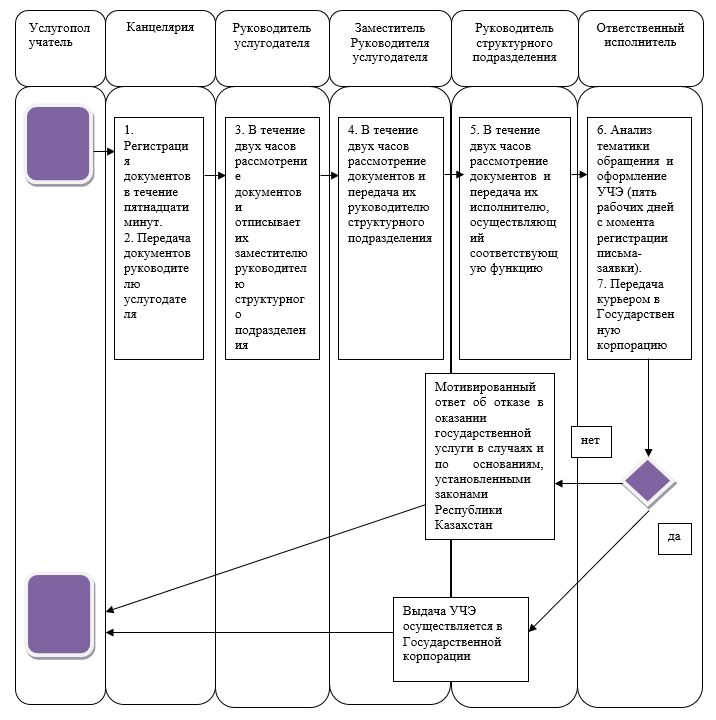 Услугопол
учатель
Канцелярия
Руководитель
услугодателя
Заместитель
Руководителя
услугодателя
Руководитель
структурного
подразделения
Ответственный
исполнитель
1.
Регистраци
я
документов
в течение
пятнадцати
минут.
2. Передача
документов
руководите
лю
услугодате
ля
3. В течение
двух часов
рассмотрени
е
документов
и
отписывает
их
заместителю
руководител
ю
структурног
о
подразделен
ия
4. В течение
двух часов
рассмотрение
документов и
передача их
руководителю
структурного
подразделения
5. В течение
двух часов
рассмотрение
документов и
передача их
исполнителю,
осуществляющ
ий
соответствующ
ую функцию
6. Анализ
тематики
обращения и
оформление
УЧЭ (пять
рабочих дней
с момента
регистрации
письма-
заявки).
7. Передача
курьером в
Государствен
ную
корпорацию
Мотивированный
ответ об отказе в
оказании
государственной
услуги в случаях и
по основаниям,
установленными
законами
Республики
Казахстан
нет
да
Выдача УЧЭ
осуществляется в
Государственной
корпорации